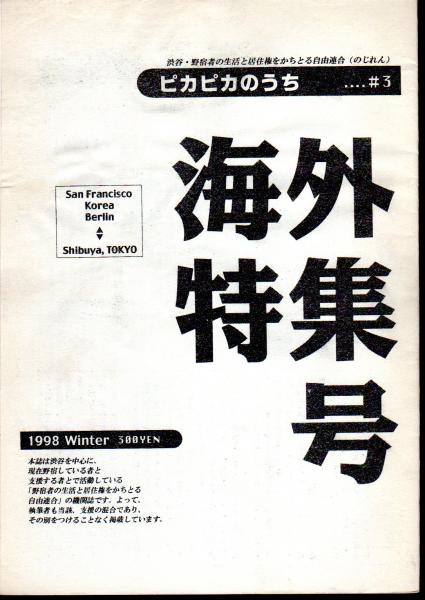 渋谷・野宿者の生活と居住権をかちとる自由連合（のじれん）
ピカピカのうち ....#3
海外
特集
号
San Francisco
Korea
Berlin
Shibuya, TOKYO
1998 Winter 300YEN
本誌は渋谷を中心に、
現在野宿している者と
支援する者とで活動している
「野宿者の生活と居住権をかちとる
自由連合」の機関誌です。よって、
執筆者も当該、支援の混合であり、
その別をつけることなく掲載しています。